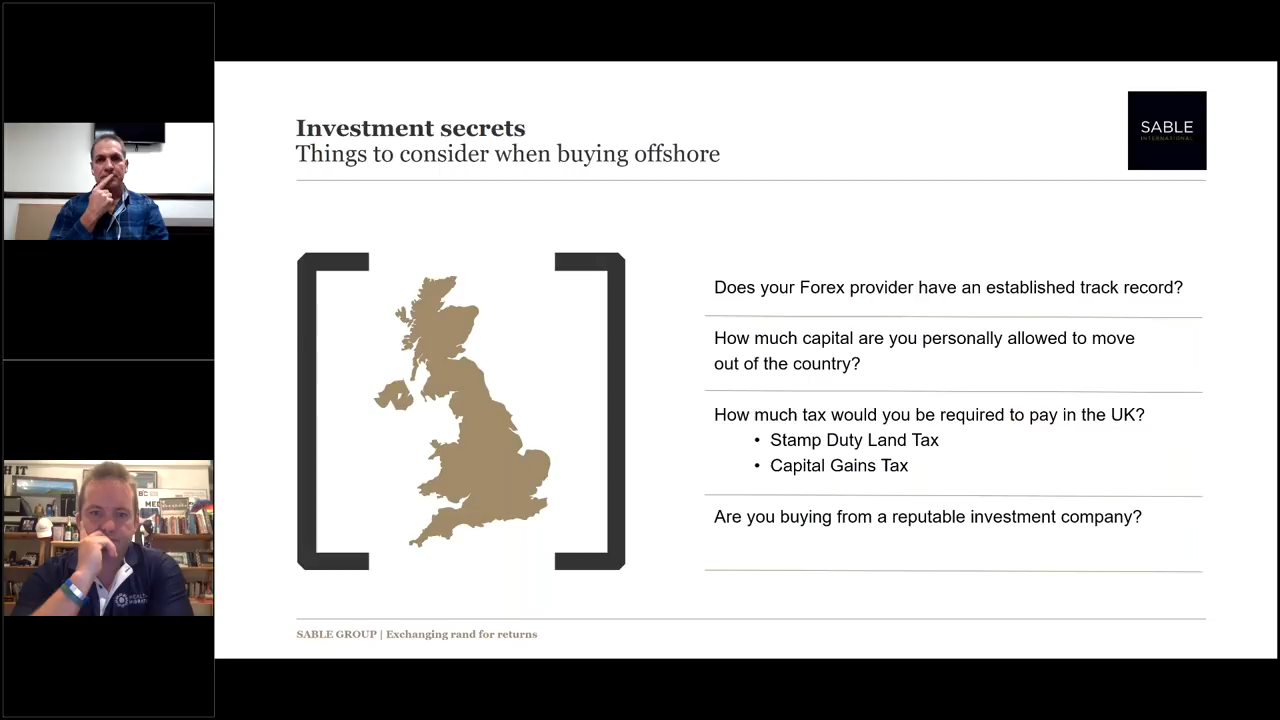 Investment secrets
Things to consider when buying offshore
SABLE
INTERNATIONAL
Does your Forex provider have an established track record?
How much capital are you personally allowed to move
out of the country?
How much tax would you be required to pay in the UK?
• Stamp Duty Land Tax
• Capital Gains Tax
Are you buying from a reputable investment company?
SABLE GROUP | Exchanging rand for returns